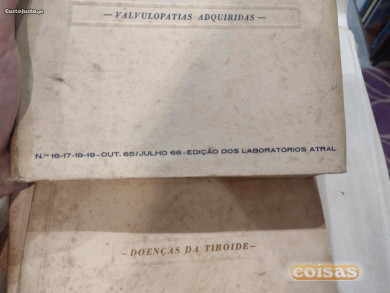 CustoJusto.pt
— VALVULOPATIAS ADQUIRIDAS —
N.os 16-17-18-19 – OUT. 65/JULHO 66 – EDIÇÃO DOS LABORATÓRIOS ATRAL
— DOENÇAS DA TIROIDE —
coisas